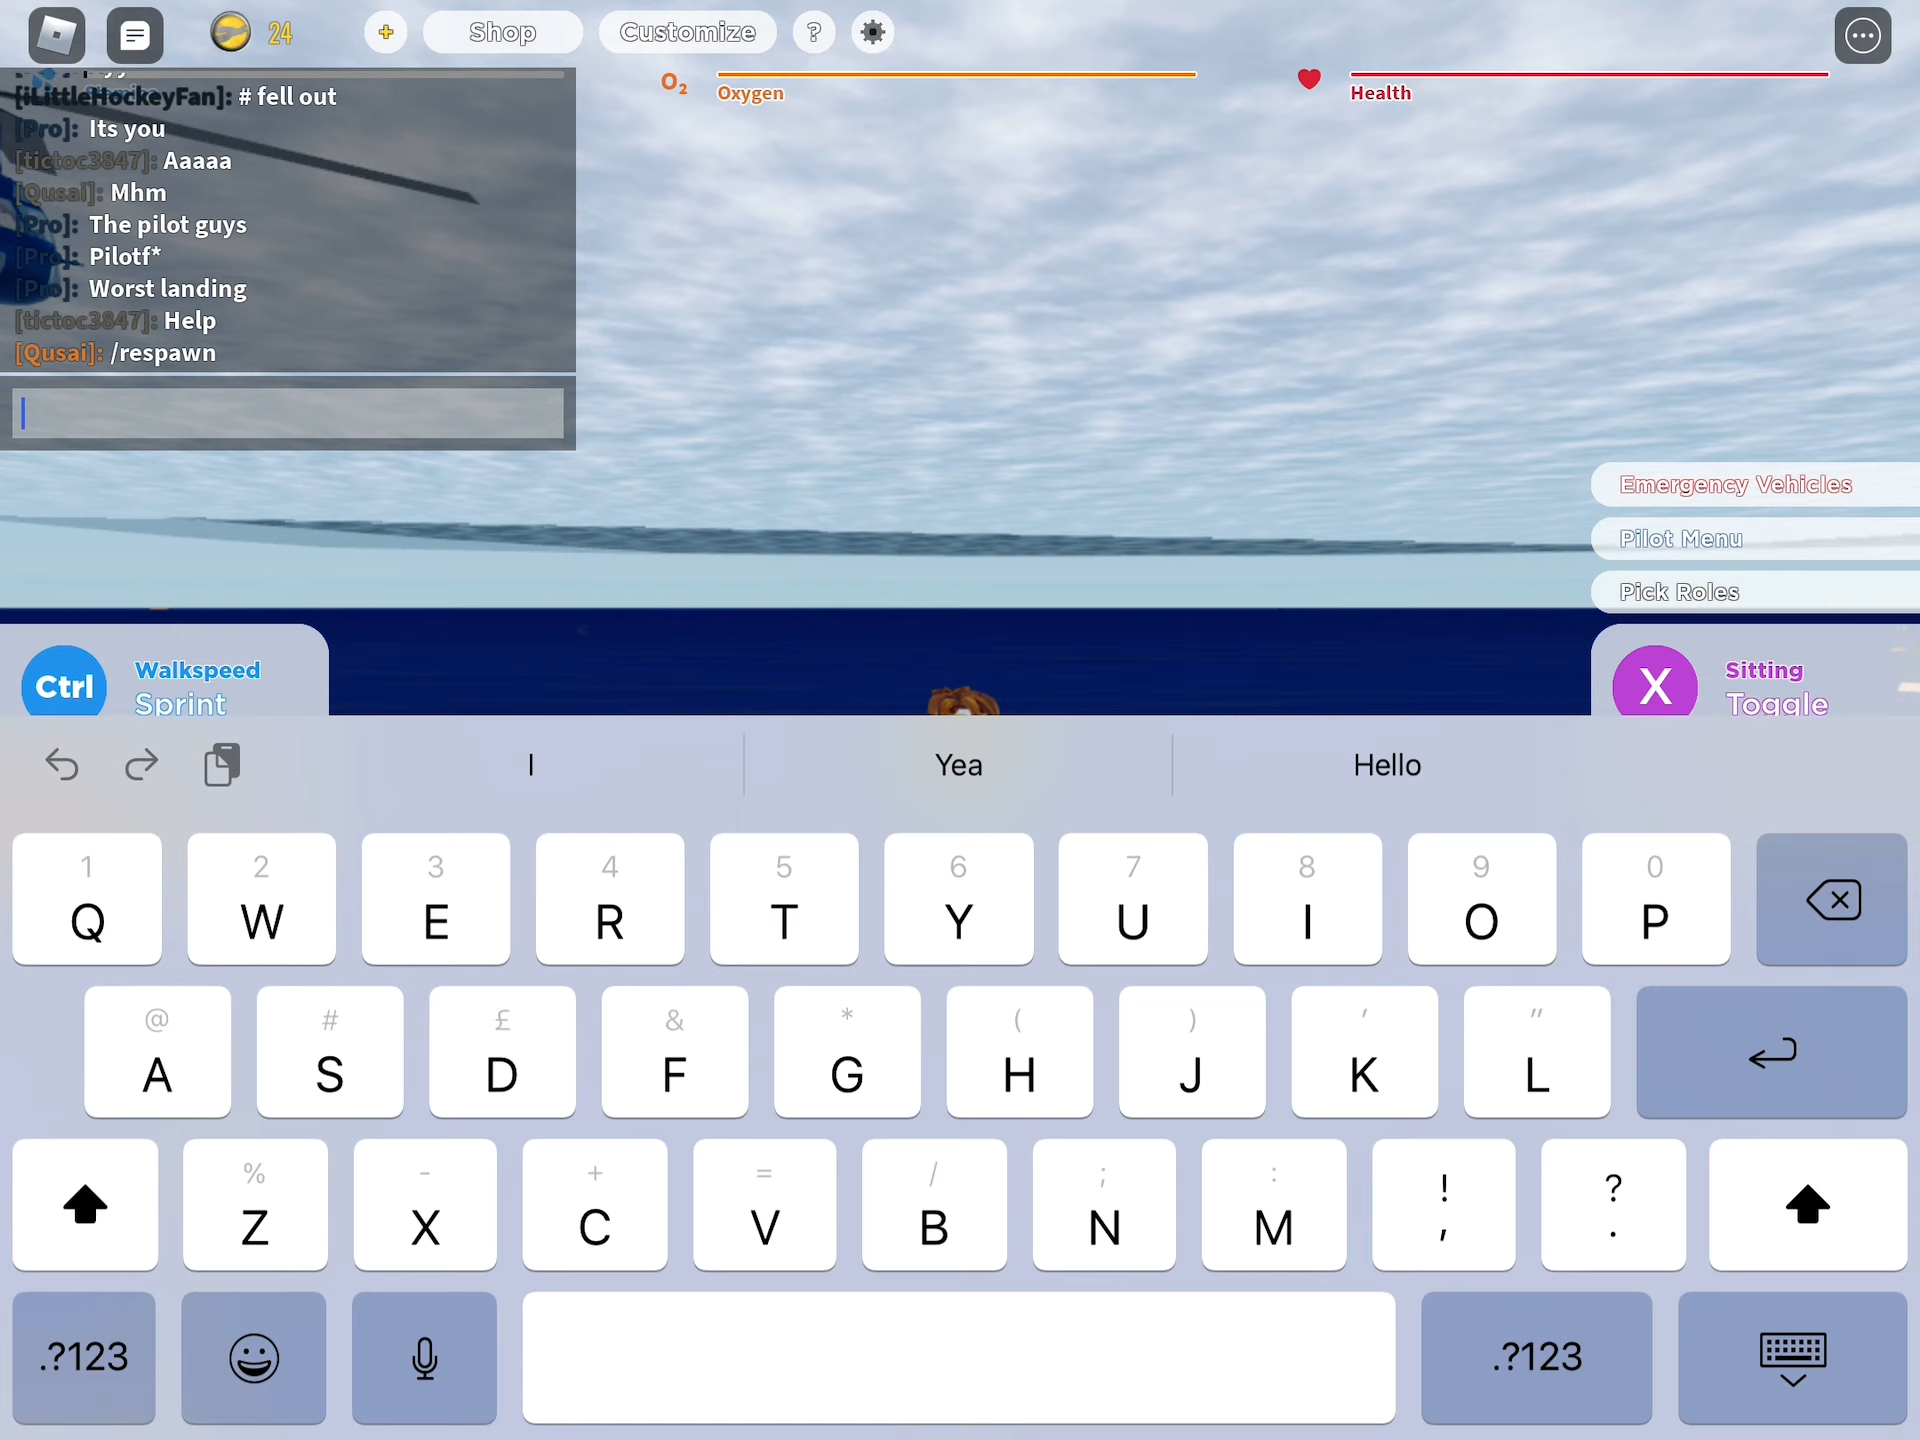 24
+
Shop
Customize
?
O2
Oxygen
Health
[iLittleHockeyFan]: # fell out
[Pro]: Its you
[tictoc3847]: Aaaaa
[Qusai]: Mhm
[Pro]: The pilot guys
[Pro]: Pilotf*
[Pro]: Worst landing
[tictoc3847]: Help
[Qusai]: /respawn
Emergency Vehicles
Pilot Menu
Pick Roles
Ctrl
Walkspeed
Sprint
X
Sitting
Toggle
I Yea Hello
1 2 3 4 5 6 7 8 9 0
Q W E R T Y U I O P
@ # £ & * ( ) ' "
A S D F G H J K L
% - + = / ; : ! ?
Z X C V B N M , .
.?123 .?123